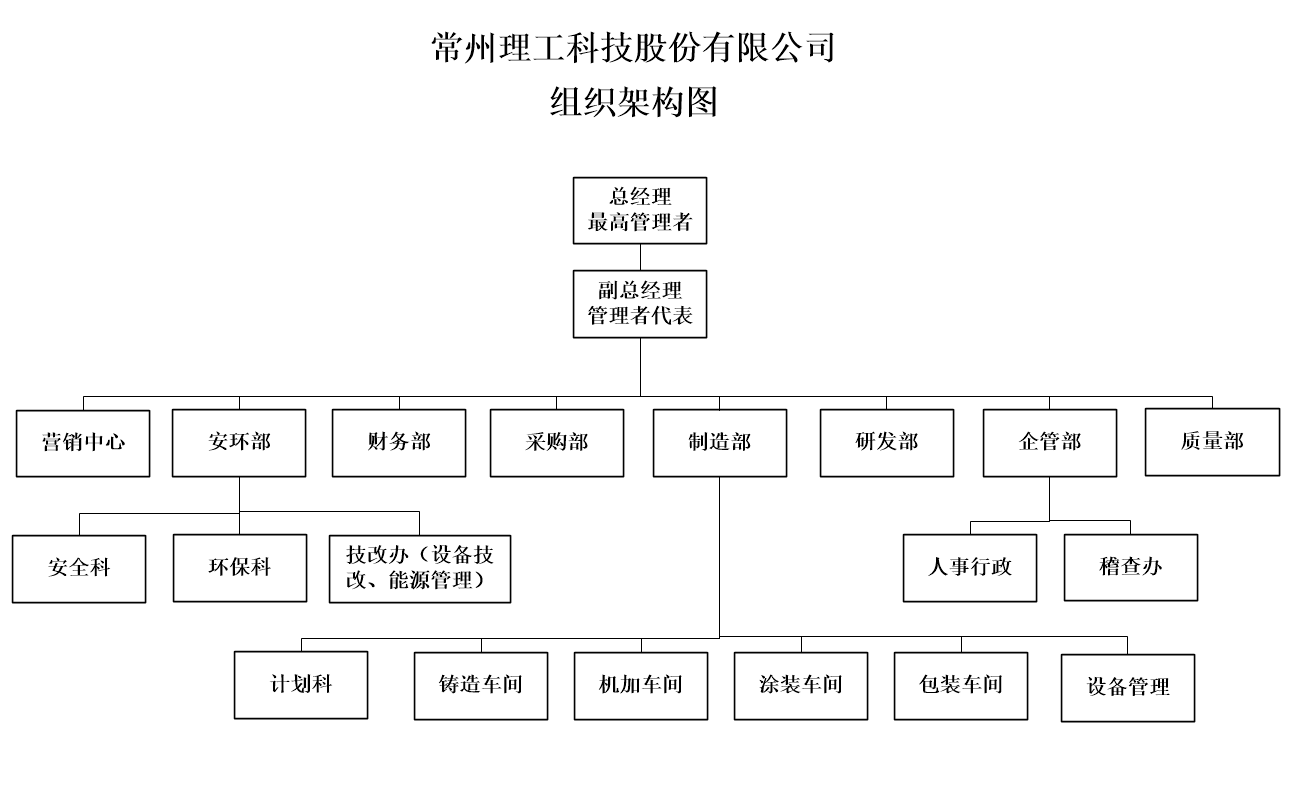 常州理工科技股份有限公司
组织架构图
总经理
最高管理者
副总经理
管理者代表
营销中心
安环部
财务部
采购部
制造部
研发部
企管部
质量部
安全科
环保科
技改办（设备技
改、能源管理）
人事行政
稽查办
计划科
铸造车间
机加车间
涂装车间
包装车间
设备管理